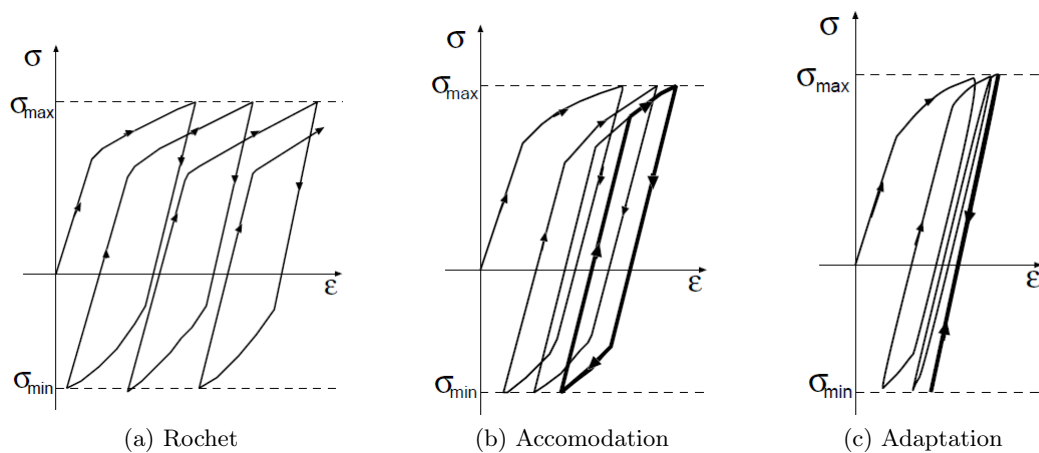 σ
σmax
ε
σmin
(a) Rochet
σ
σmax
ε
σmin
(b) Accomodation
σ
σmax
ε
σmin
(c) Adaptation